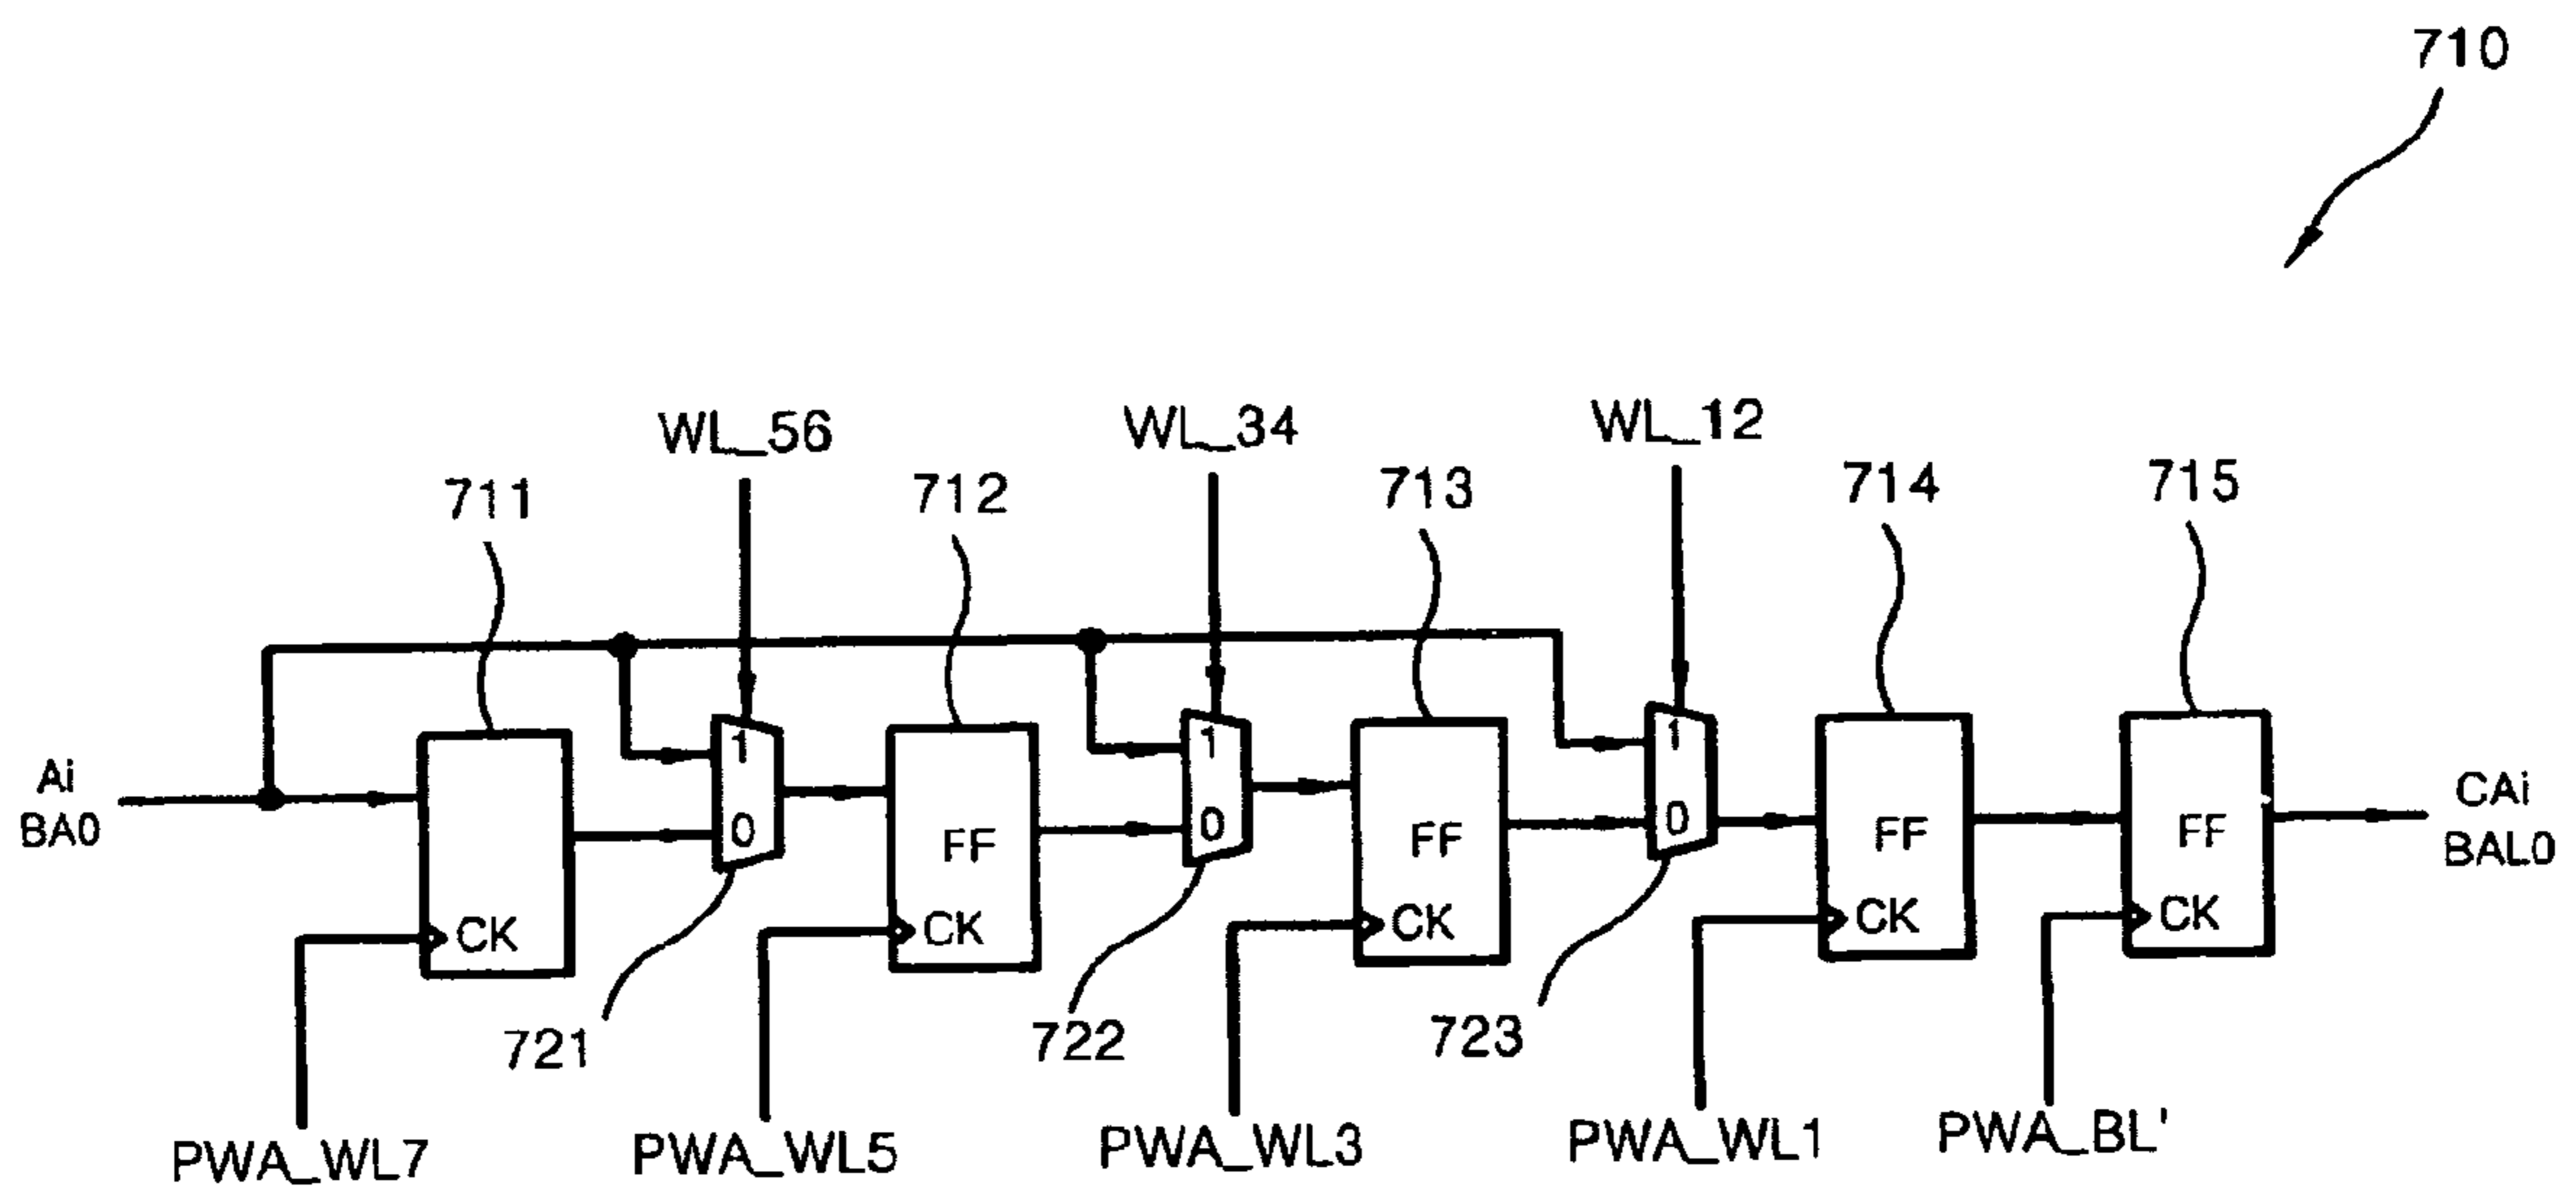 710
WL_56
WL_34
WL_12
711
712
713
714
715
Ai
BA0
1
0
FF
CK
1
0
FF
CK
1
0
FF
CK
FF
CK
CK
CAi
BAL0
721
722
723
PWA_WL7
PWA_WL5
PWA_WL3
PWA_WL1
PWA_BL'